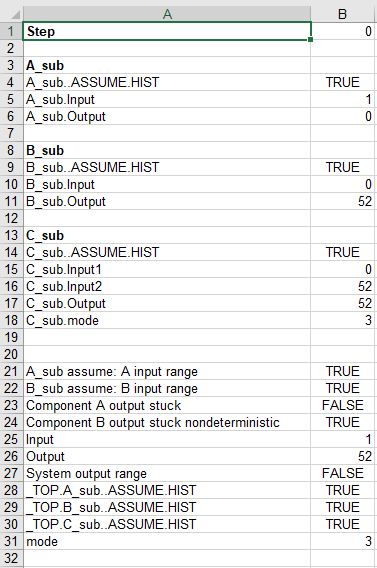 A B
1 Step 0
2
3 A_sub
4 A_sub..ASSUME.HIST TRUE
5 A_sub.Input 1
6 A_sub.Output 0
7
8 B_sub
9 B_sub..ASSUME.HIST TRUE
10 B_sub.Input 0
11 B_sub.Output 52
12
13 C_sub
14 C_sub..ASSUME.HIST TRUE
15 C_sub.Input1 0
16 C_sub.Input2 52
17 C_sub.Output 52
18 C_sub.mode 3
19
20
21 A_sub assume: A input range TRUE
22 B_sub assume: B input range TRUE
23 Component A output stuck FALSE
24 Component B output stuck nondeterministic TRUE
25 Input 1
26 Output 52
27 System output range FALSE
28 _TOP.A_sub..ASSUME.HIST TRUE
29 _TOP.B_sub..ASSUME.HIST TRUE
30 _TOP.C_sub..ASSUME.HIST TRUE
31 mode 3
32